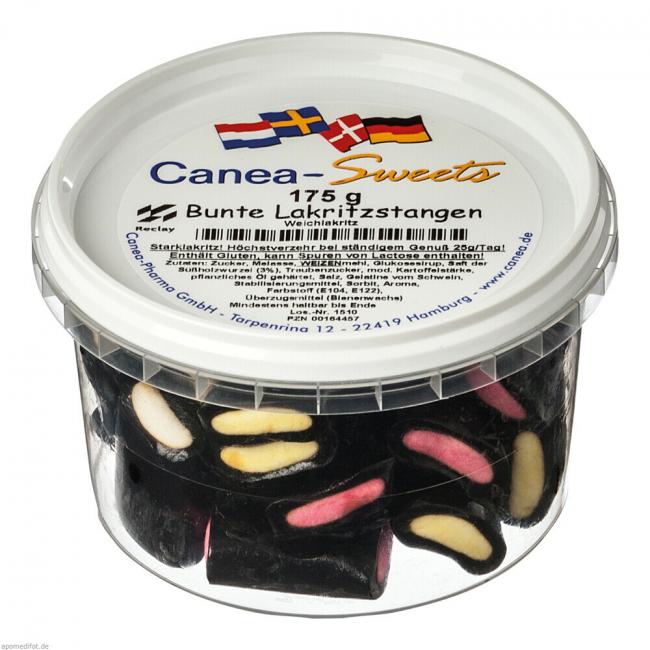 Canea-Sweets
175 g
Bunte Lakritzstangen
Weichlakritz
Reclay
Starklakritz! Höchstverzehr bei ständigem Genuß 25g/Tag!
Enthält Gluten, kann Spuren von Lactose enthalten!
Zutaten: Zucker, Melasse, WEIZENmehl, Glukosesirup, Saft der
Süßholzwurzel (3%), Traubenzucker, mod. Kartoffelstärke,
pflanzliches Öl gehärtet, Salz, Gelatine vom Schwein,
Stabilisierungsmittel, Sorbit, Aroma,
Farbstoff (E104, E122),
Überzugsmittel (Bienenwachs)
Mindestens haltbar bis Ende
Los.-Nr. 1510
PZN 00164457
Canea-Pharma GmbH - Tarpenring 12 - 22419 Hamburg - www.canea.de
apomedifot.de